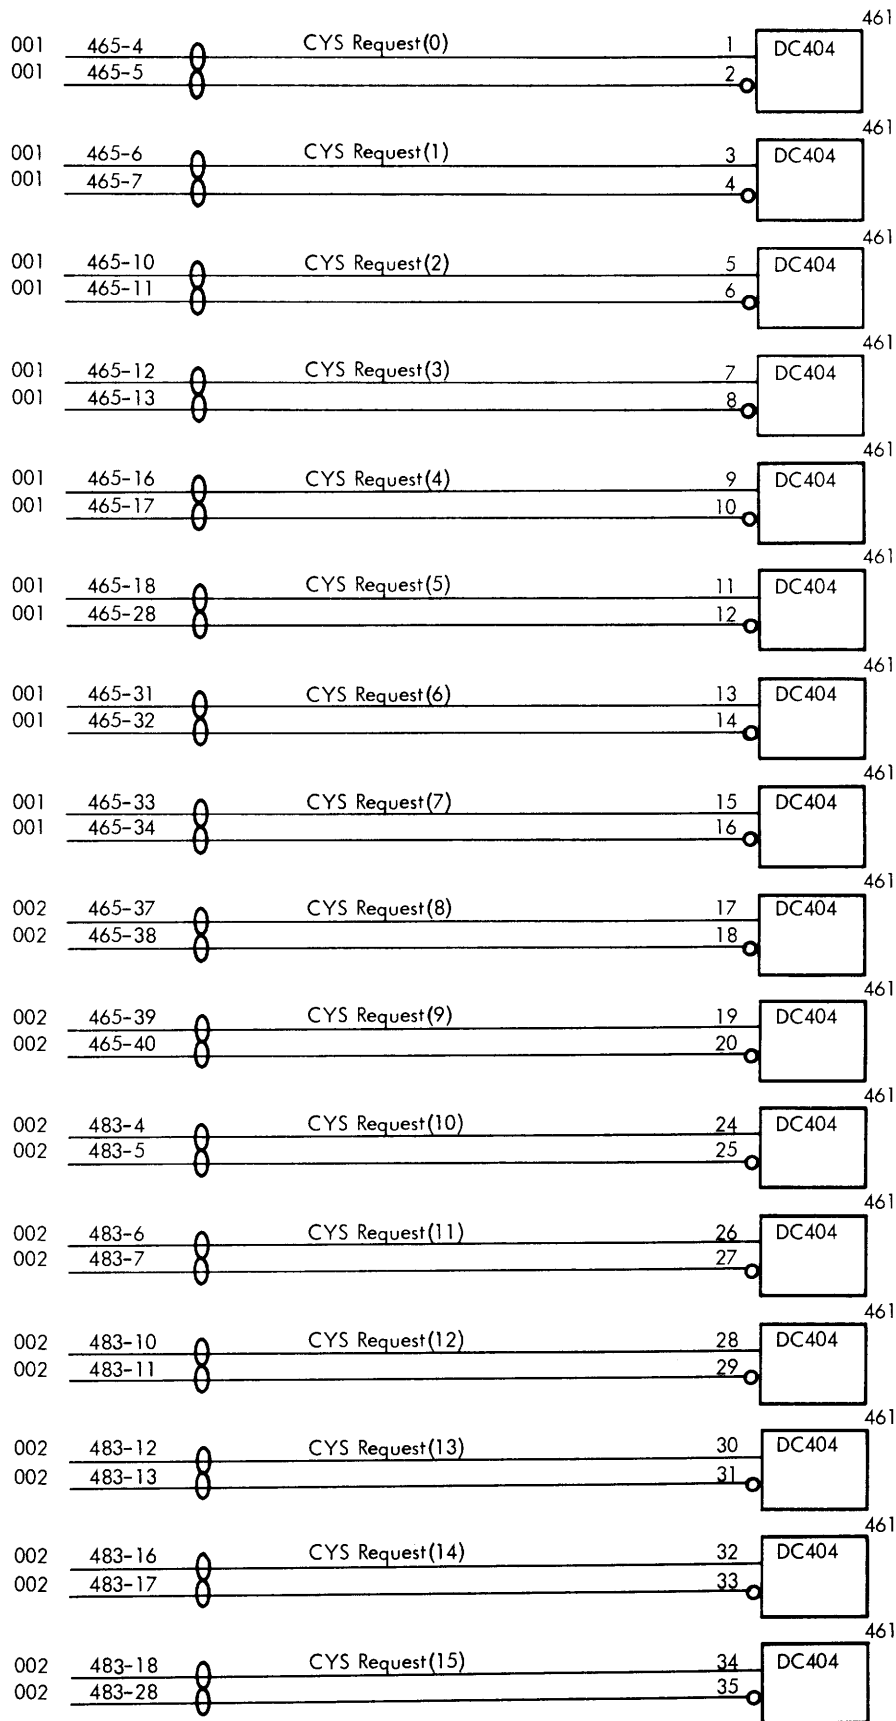 461
001 465-4 CYS Request(0) 1 DC404
001 465-5 2
461
001 465-6 CYS Request(1) 3 DC404
001 465-7 4
461
001 465-10 CYS Request(2) 5 DC404
001 465-11 6
461
001 465-12 CYS Request(3) 7 DC404
001 465-13 8
461
001 465-16 CYS Request(4) 9 DC404
001 465-17 10
461
001 465-18 CYS Request(5) 11 DC404
001 465-28 12
461
001 465-31 CYS Request(6) 13 DC404
001 465-32 14
461
001 465-33 CYS Request(7) 15 DC404
001 465-34 16
461
002 465-37 CYS Request(8) 17 DC404
002 465-38 18
461
002 465-39 CYS Request(9) 19 DC404
002 465-40 20
461
002 483-4 CYS Request(10) 24 DC404
002 483-5 25
461
002 483-6 CYS Request(11) 26 DC404
002 483-7 27
461
002 483-10 CYS Request(12) 28 DC404
002 483-11 29
461
002 483-12 CYS Request(13) 30 DC404
002 483-13 31
461
002 483-16 CYS Request(14) 32 DC404
002 483-17 33
461
002 483-18 CYS Request(15) 34 DC404
002 483-28 35